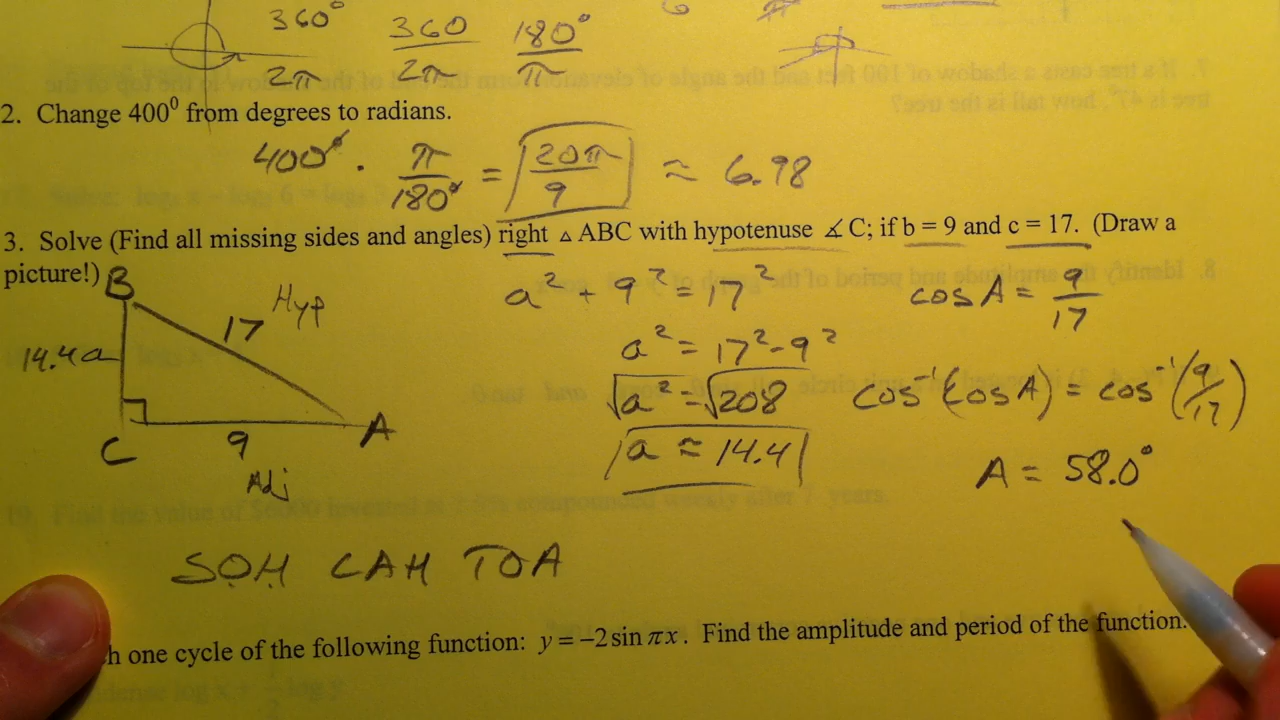 360° 360 180°
2π 2π π
2. Change 400⁰ from degrees to radians.
400° · π/180° = 20π/9 ≈ 6.98
3. Solve (Find all missing sides and angles) right △ ABC with hypotenuse ∡ C; if b = 9 and c = 17. (Draw a
picture!)
B
17 Hyp
14.4 a
C 9 A
Adj
a² + 9² = 17²
a² = 17² - 9²
√a² = √208
a ≈ 14.4
cos A = 9/17
cos⁻¹(cos A) = cos⁻¹(9/17)
A = 58.0°
SOH CAH TOA
h one cycle of the following function: y = −2 sin πx. Find the amplitude and period of the function.